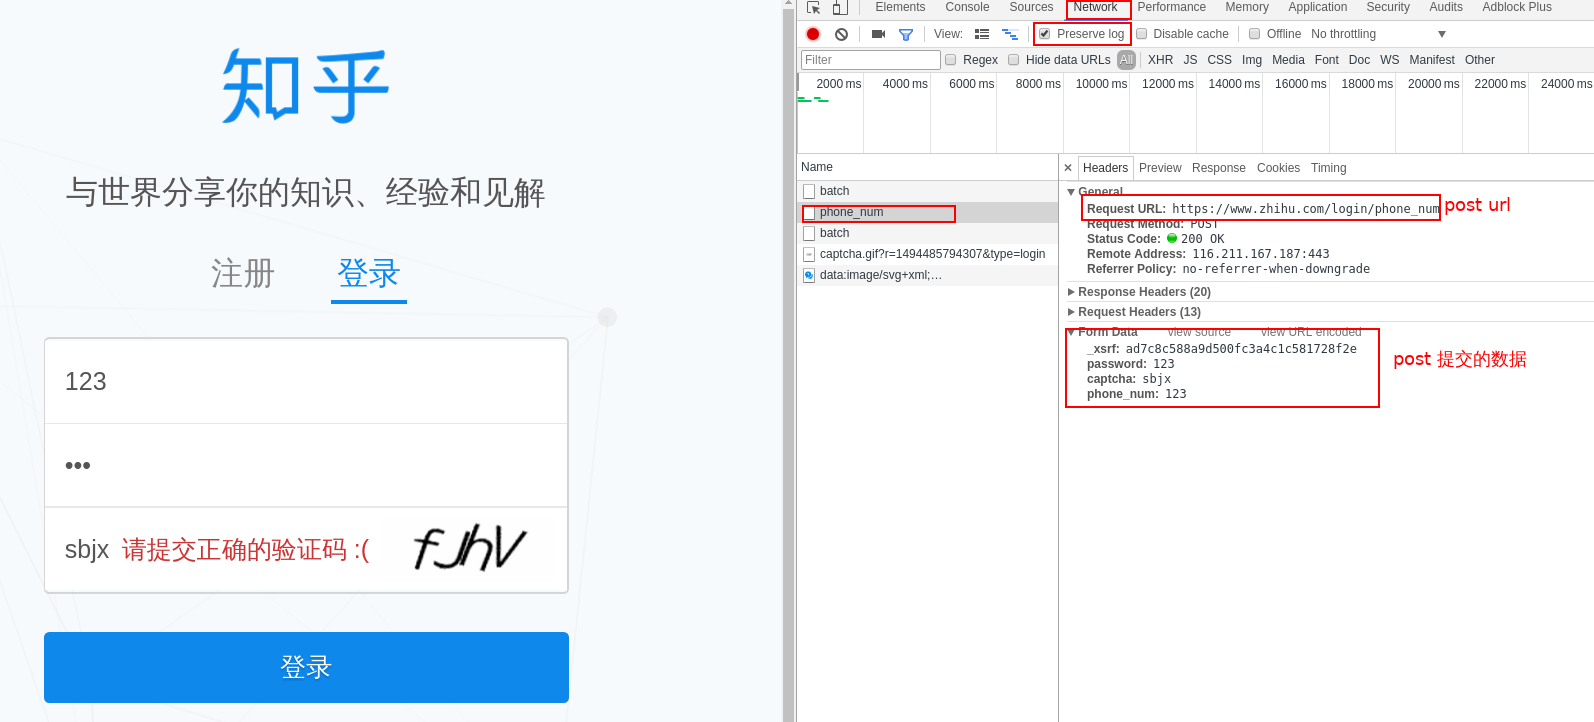 知乎
与世界分享你的知识、经验和见解
注册 登录
123
•••
sbjx 请提交正确的验证码 :( fJhV
登录
Elements Console Sources Network Performance Memory Application Security Audits Adblock Plus
View: Preserve log Disable cache Offline No throttling
Filter Regex Hide data URLs All XHR JS CSS Img Media Font Doc WS Manifest Other
2000 ms 4000 ms 6000 ms 8000 ms 10000 ms 12000 ms 14000 ms 16000 ms 18000 ms 20000 ms 22000 ms 24000 ms
Name
batch
phone_num
batch
captcha.gif?r=1494485794307&type=login
data:image/svg+xml;…
× Headers Preview Response Cookies Timing
General
Request URL: https://www.zhihu.com/login/phone_num post url
Request Method: POST
Status Code: 200 OK
Remote Address: 116.211.167.187:443
Referrer Policy: no-referrer-when-downgrade
Response Headers (20)
Request Headers (13)
Form Data view source view URL encoded
_xsrf: ad7c8c588a9d500fc3a4c1c581728f2e
password: 123
captcha: sbjx
phone_num: 123
post 提交的数据